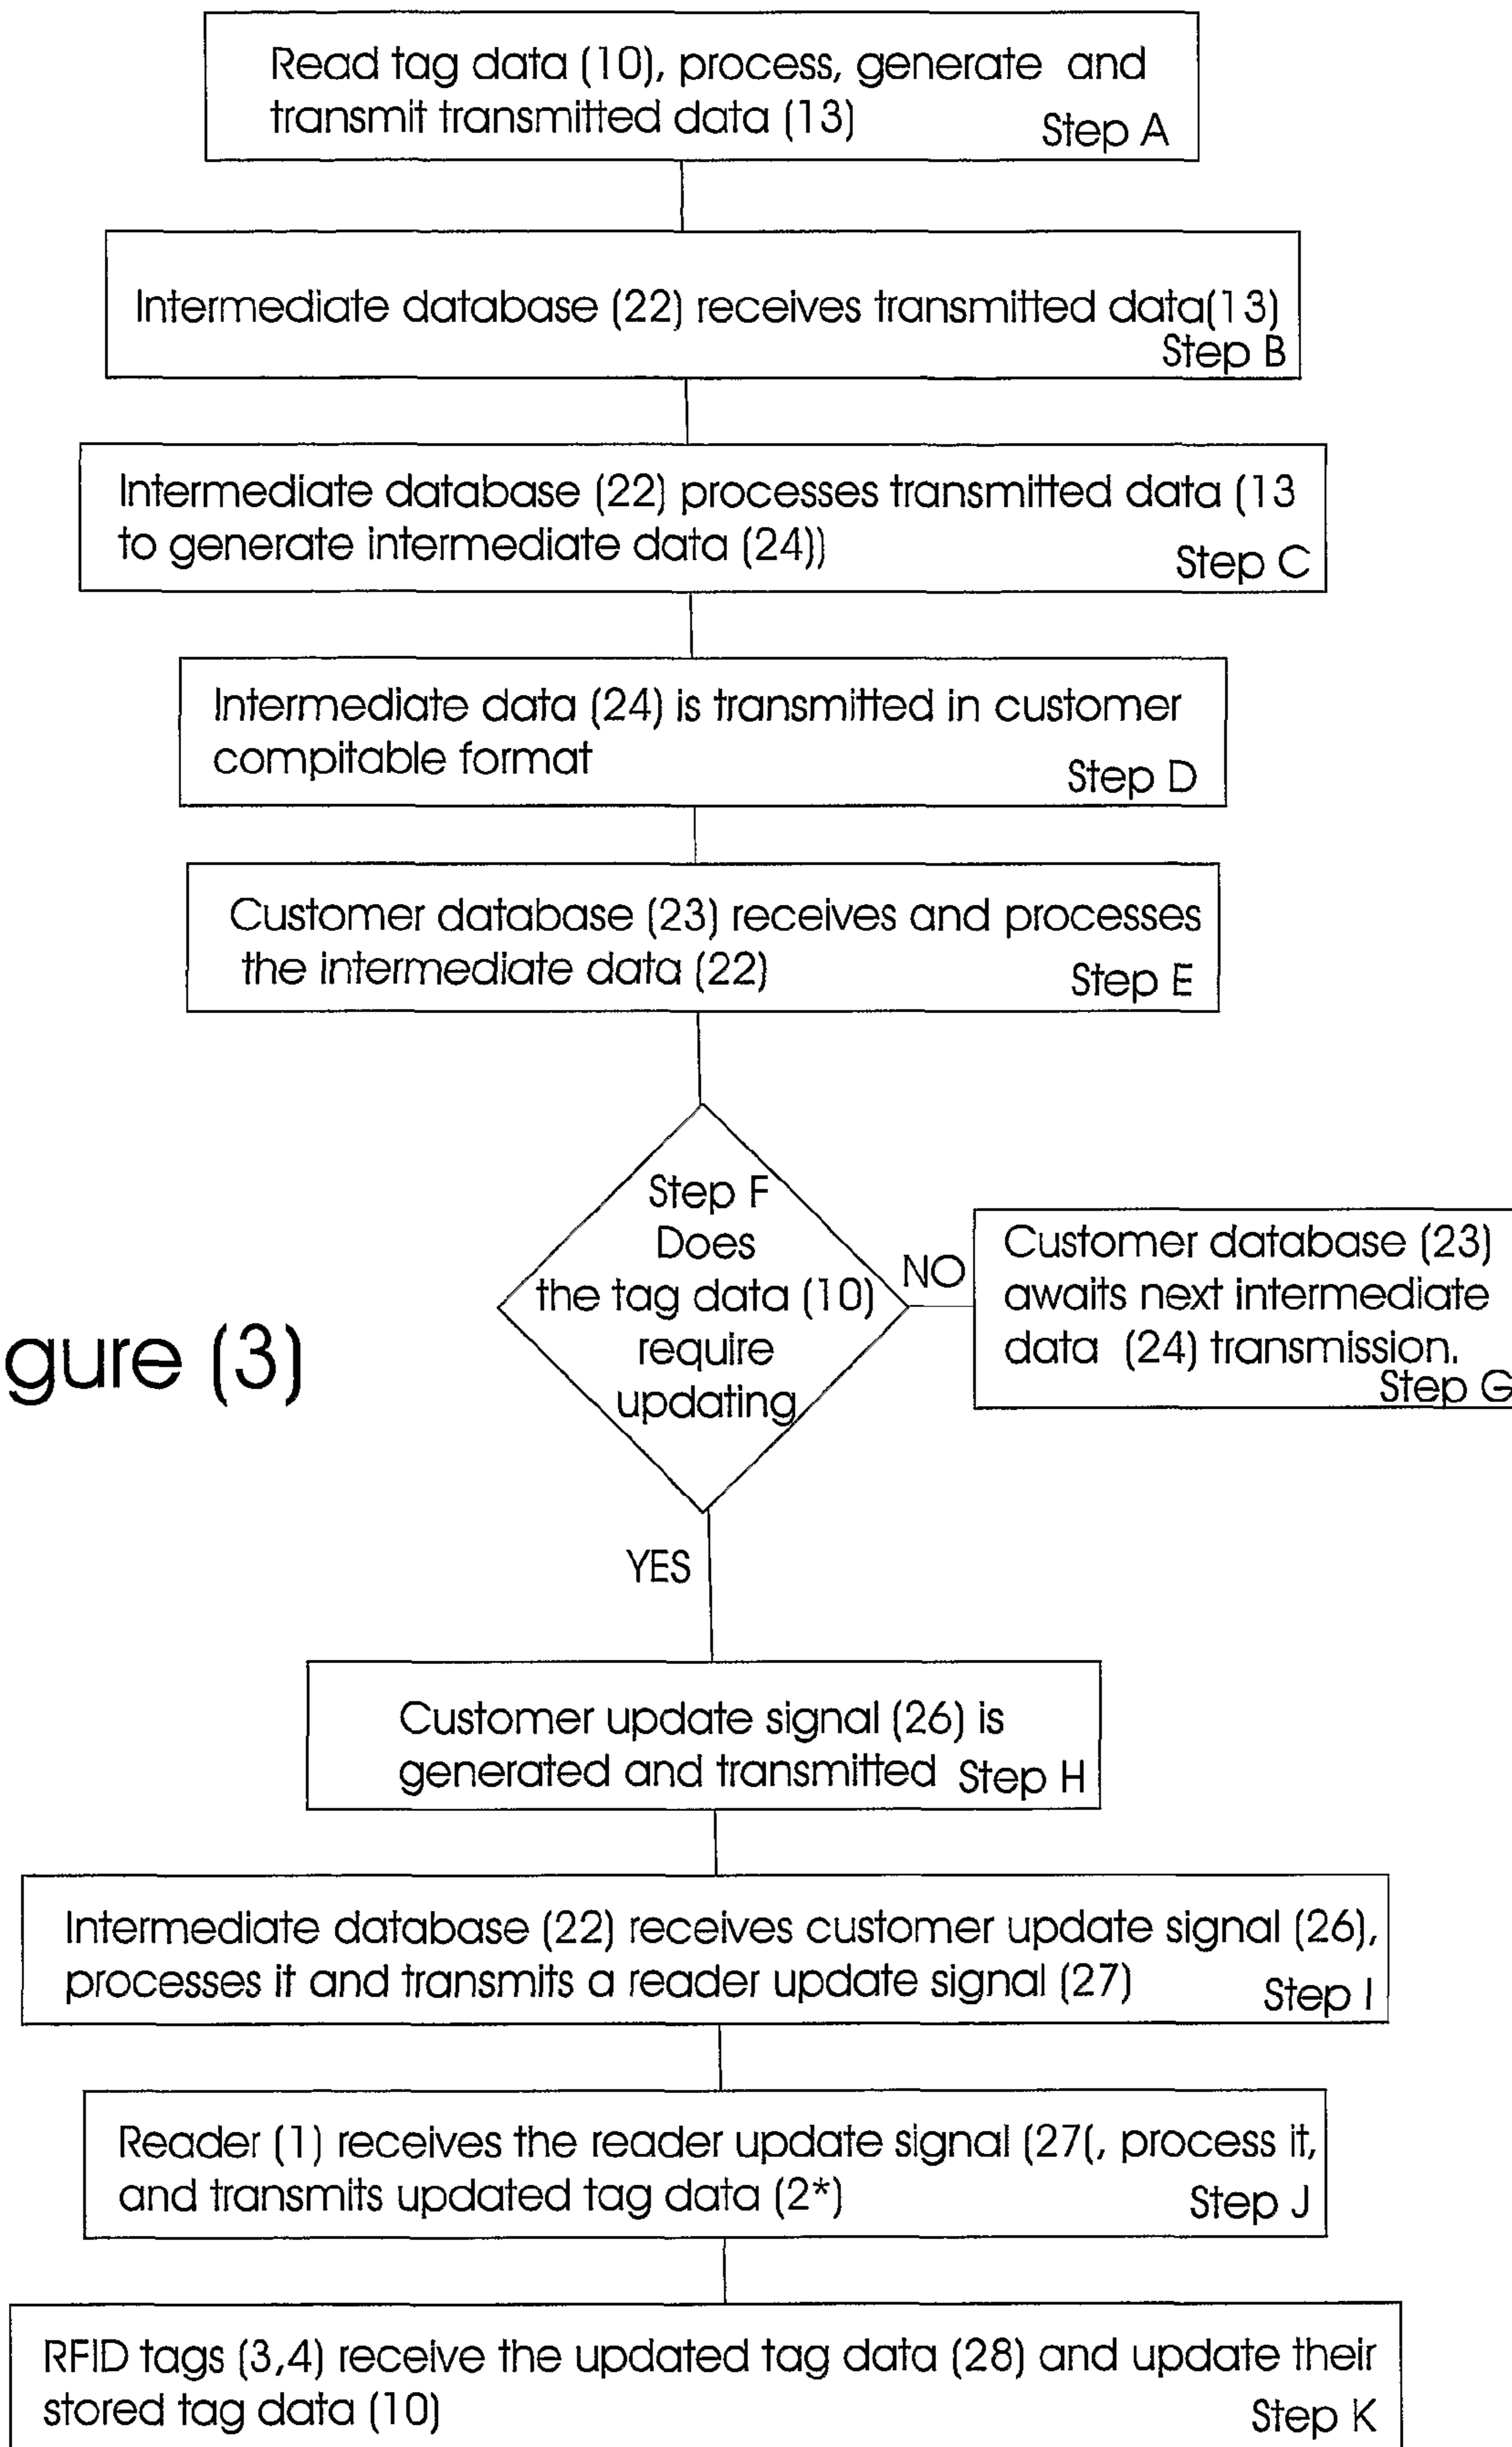 Read tag data (10), process, generate and
transmit transmitted data (13)
Step A
Intermediate database (22) receives transmitted data(13)
Step B
Intermediate database (22) processes transmitted data (13
to generate intermediate data (24))
Step C
Intermediate data (24) is transmitted in customer
compitable format
Step D
Customer database (23) receives and processes
the intermediate data (22)
Step E
Step F
Does
the tag data (10)
require
updating
NO
Customer database (23)
awaits next intermediate
data (24) transmission.
Step G
gure (3)
YES
Customer update signal (26) is
generated and transmitted Step H
Intermediate database (22) receives customer update signal (26),
processes it and transmits a reader update signal (27)
Step I
Reader (1) receives the reader update signal (27(, process it,
and transmits updated tag data (2*)
Step J
RFID tags (3,4) receive the updated tag data (28) and update their
stored tag data (10)
Step K